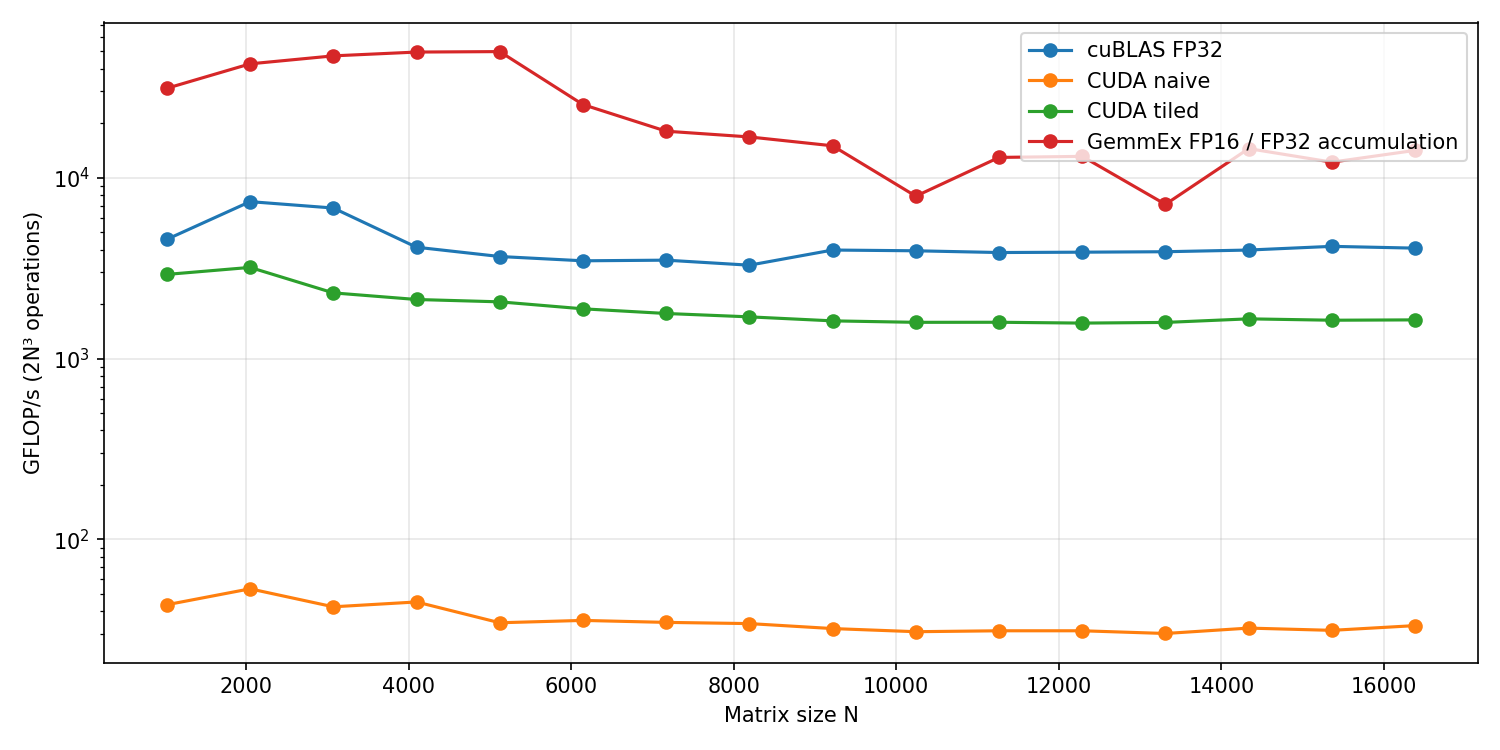 cuBLAS FP32
CUDA naive
CUDA tiled
GemmEx FP16 / FP32 accumulation
GFLOP/s (2N³ operations)
10⁴
10³
10²
2000 4000 6000 8000 10000 12000 14000 16000
Matrix size N